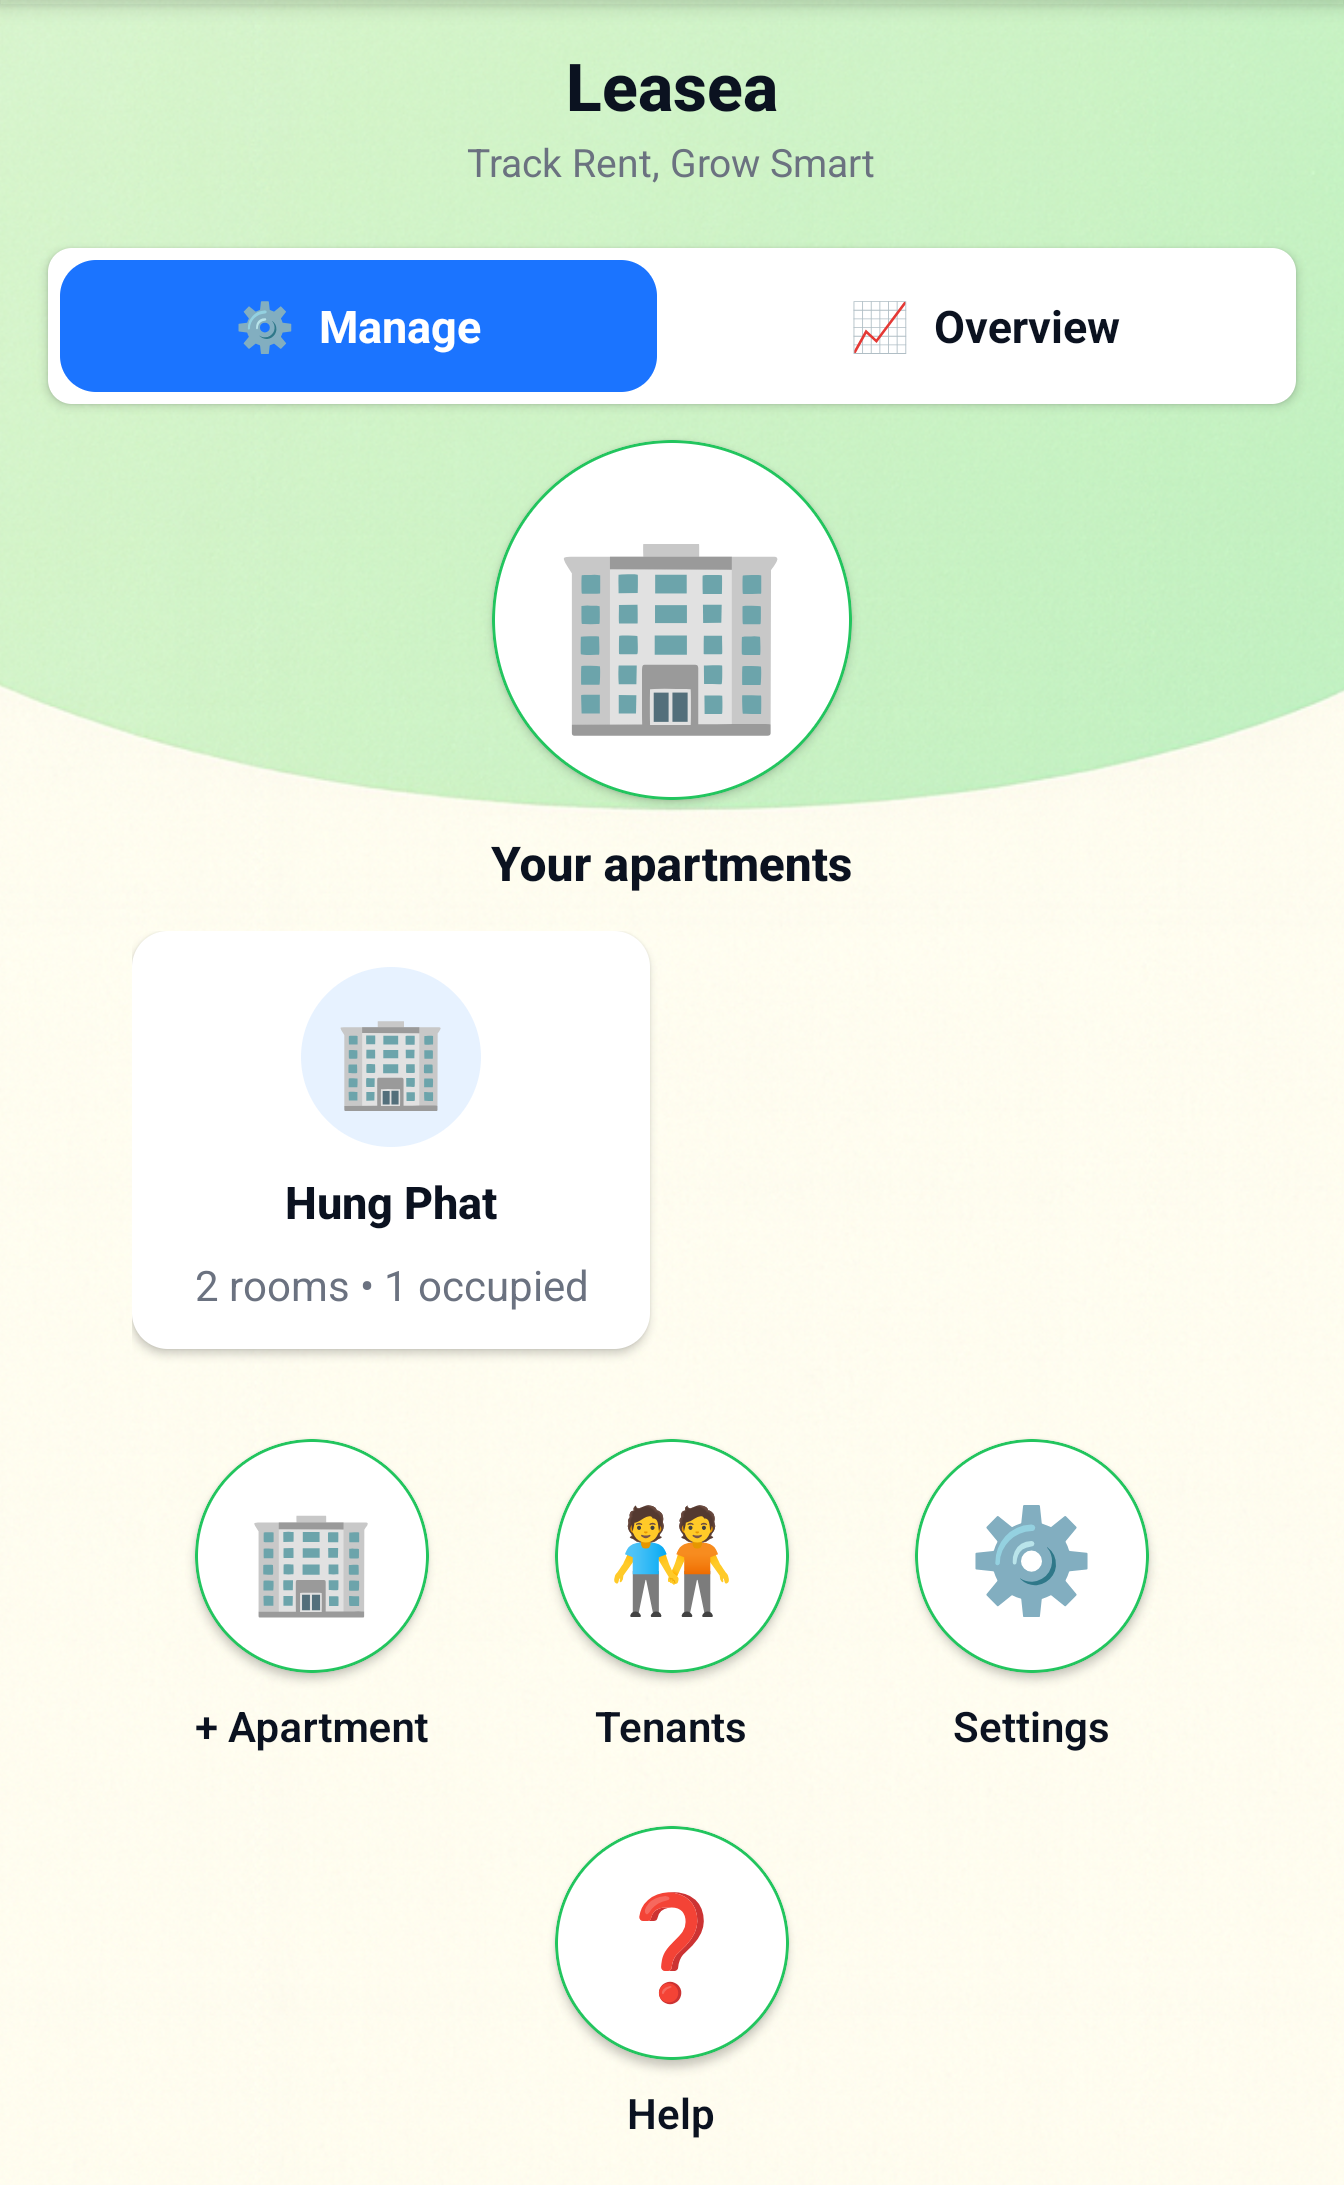 Leasea
Track Rent, Grow Smart
Manage
Overview
Your apartments
Hung Phat
2 rooms • 1 occupied
+ Apartment
Tenants
Settings
Help